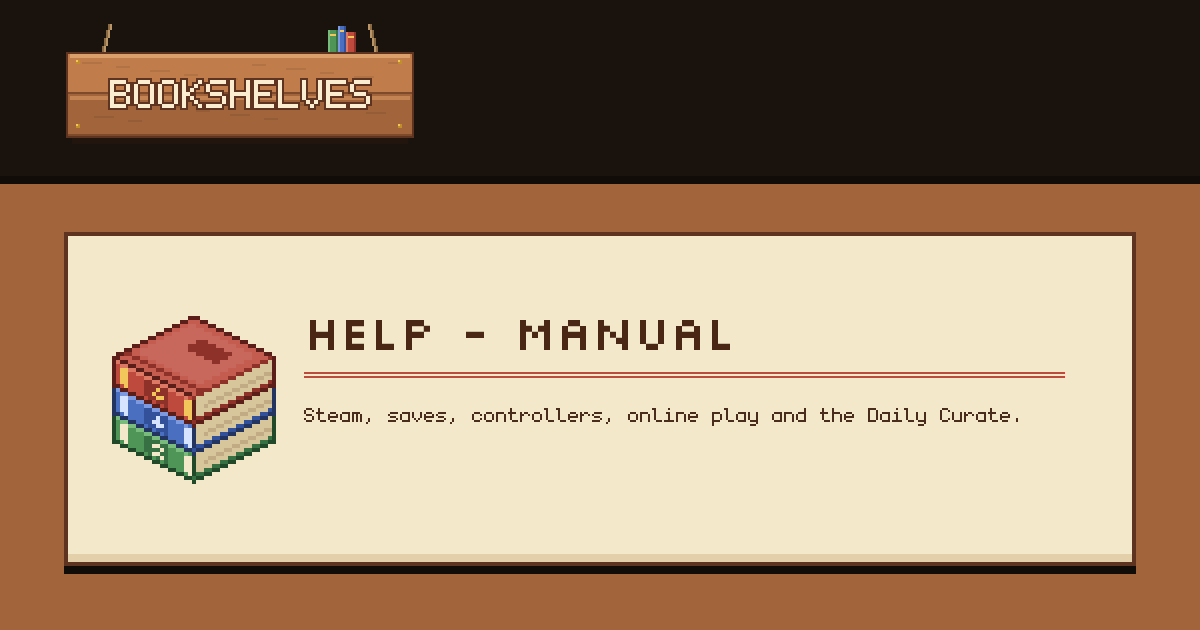 BOOKSHELVES
HELP - MANUAL
Steam, saves, controllers, online play and the Daily Curate.